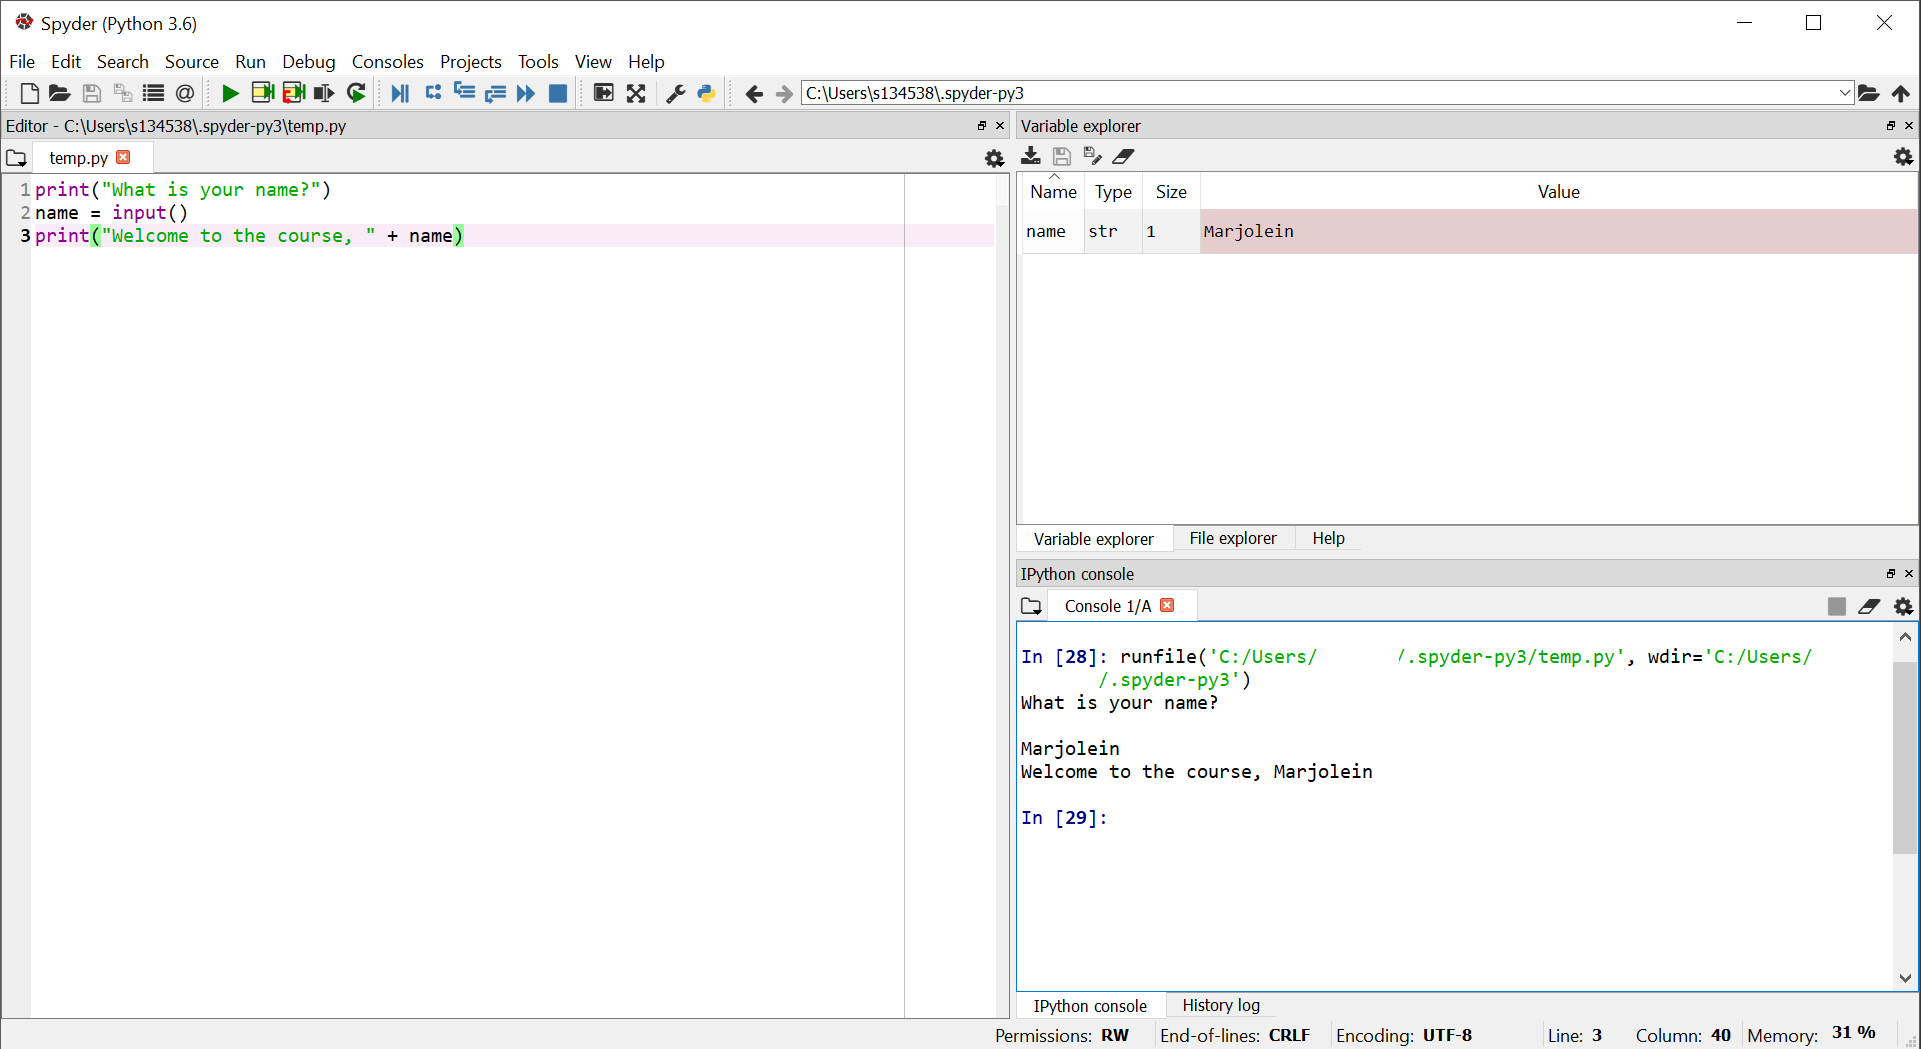 Spyder (Python 3.6)
File Edit Search Source Run Debug Consoles Projects Tools View Help
C:\Users\s134538\.spyder-py3
Editor - C:\Users\s134538\.spyder-py3\temp.py
temp.py
1 print("What is your name?")
2 name = input()
3 print("Welcome to the course, " + name)
Variable explorer
Name Type Size Value
name str 1 Marjolein
Variable explorer File explorer Help
IPython console
Console 1/A
In [28]: runfile('C:/Users/ /.spyder-py3/temp.py', wdir='C:/Users/
/.spyder-py3')
What is your name?
Marjolein
Welcome to the course, Marjolein
In [29]:
IPython console History log
Permissions: RW End-of-lines: CRLF Encoding: UTF-8 Line: 3 Column: 40 Memory: 31 %